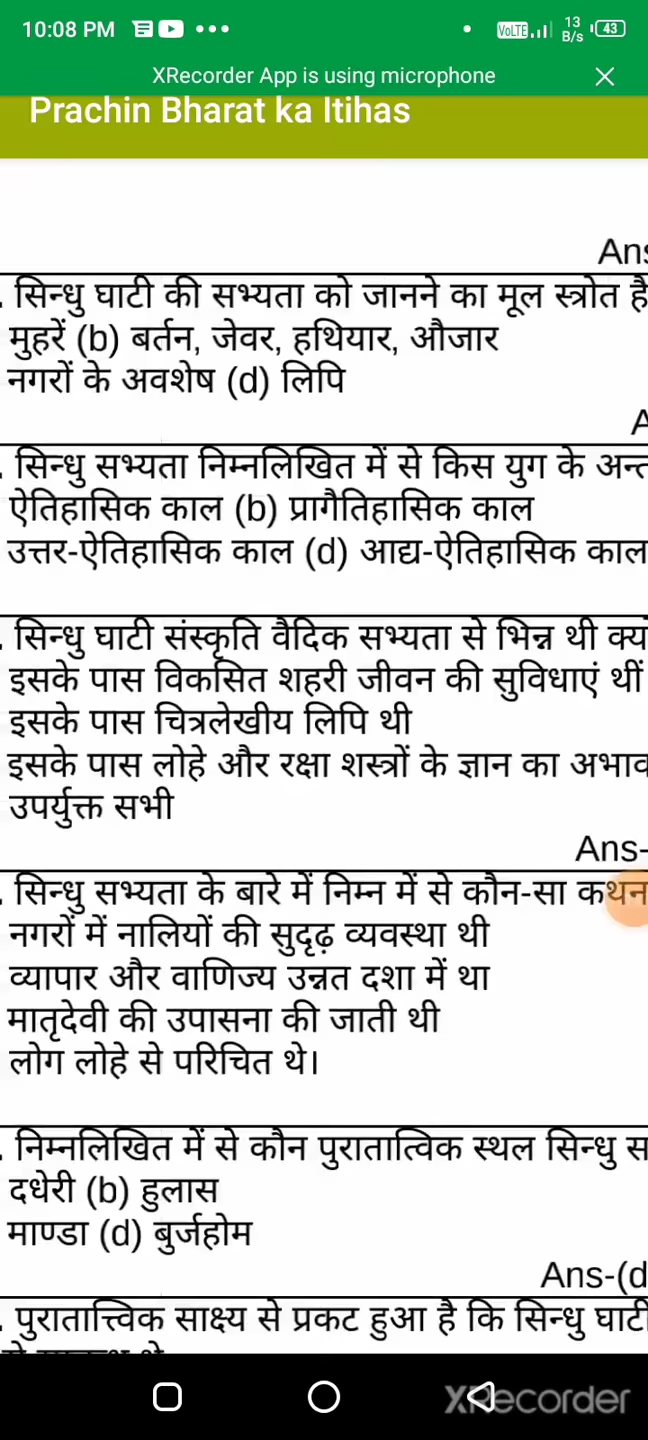 10:08 PM
VoLTE 13 B/s 43
XRecorder App is using microphone
Prachin Bharat ka Itihas
. सिन्धु घाटी की सभ्यता को जानने का मूल स्त्रोत है
मुहरें (b) बर्तन, जेवर, हथियार, औजार
नगरों के अवशेष (d) लिपि
. सिन्धु सभ्यता निम्नलिखित में से किस युग के
ऐतिहासिक काल (b) प्रागैतिहासिक काल
उत्तर-ऐतिहासिक काल (d) आद्य-ऐतिहासिक काल
. सिन्धु घाटी संस्कृति वैदिक सभ्यता से भिन्न थी
इसके पास विकसित शहरी जीवन की सुविधाएं थीं
इसके पास चित्रलेखीय लिपि थी
इसके पास लोहे और रक्षा शस्त्रों के ज्ञान का
उपर्युक्त सभी
Ans-
. सिन्धु सभ्यता के बारे में निम्न में से कौन-सा कथन
नगरों में नालियों की सुदृढ़ व्यवस्था थी
व्यापार और वाणिज्य उन्नत दशा में था
मातृदेवी की उपासना की जाती थी
लोग लोहे से परिचित थे।
. निम्नलिखित में से कौन पुरातात्विक स्थल सिन्धु
दधेरी (b) हुलास
माण्डा (d) बुर्जहोम
Ans-(d
. पुरातात्त्विक साक्ष्य से प्रकट हुआ है कि सिन्धु घाटी
XRecorder